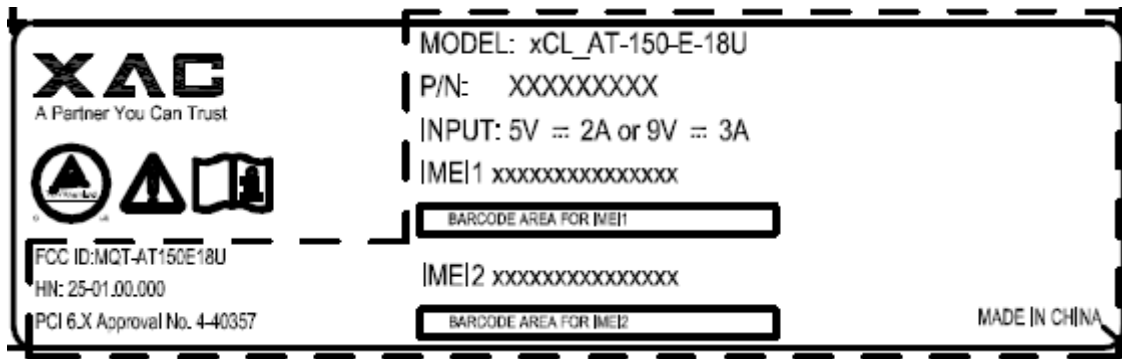 XAC
A Partner You Can Trust
FCC ID:MQT-AT150E18U
HN: 25-01.00.000
PCI 6.X Approval No. 4-40357
MODEL: xCL_AT-150-E-18U
P/N: XXXXXXXXX
INPUT: 5V ⎓ 2A or 9V ⎓ 3A
IMEI1 xxxxxxxxxxxxxxx
BARCODE AREA FOR IMEI1
IMEI2 xxxxxxxxxxxxxxx
BARCODE AREA FOR IMEI2
MADE IN CHINA